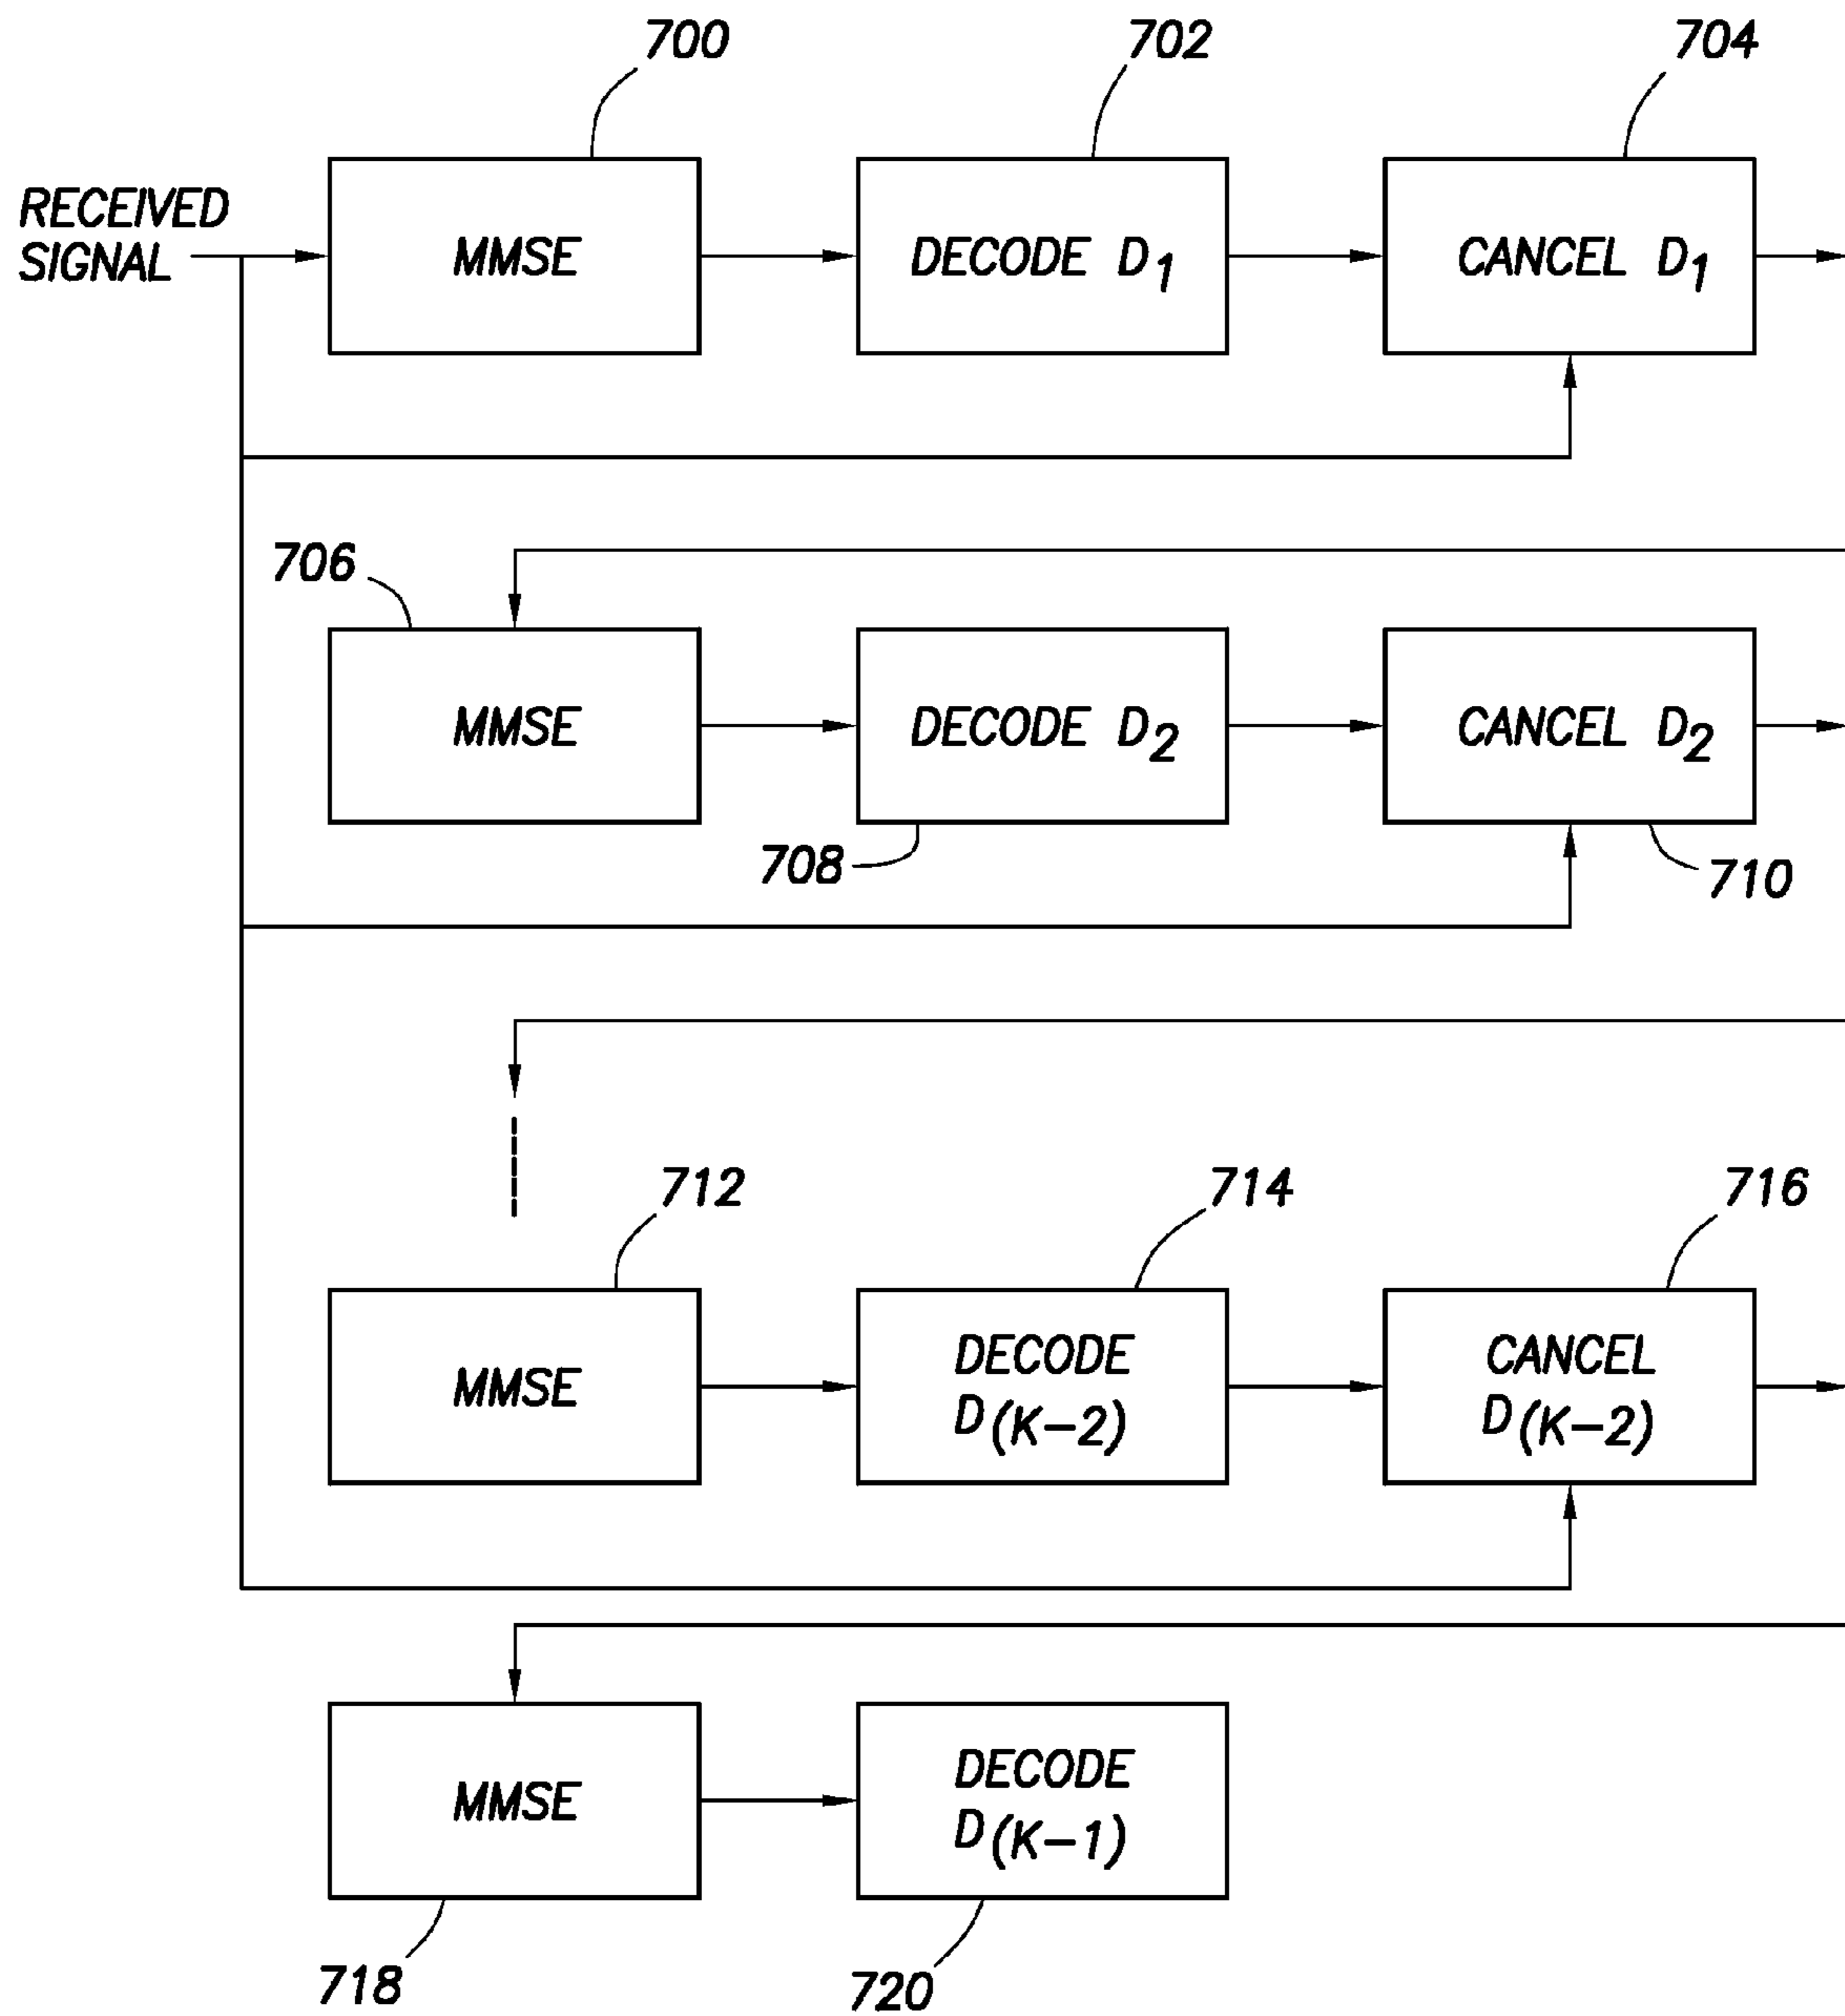 700
702
704
RECEIVED
SIGNAL
MMSE
DECODE D1
CANCEL D1
706
MMSE
DECODE D2
CANCEL D2
708
710
712
714
716
MMSE
DECODE
D(K-2)
CANCEL
D(K-2)
MMSE
DECODE
D(K-1)
718
720